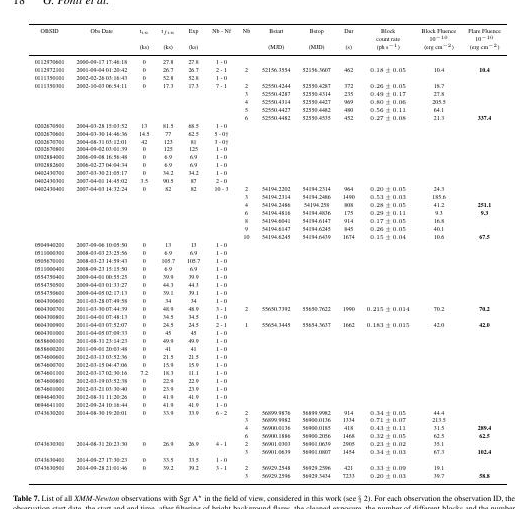 18 G. Ponti et al.
OBSID Obs Date Exp Nb - Nf Nb Bstart Bstop Dur Block Block Fluence Flare Fluence
count rate 10−10 10−10
(ks) (ks) (ks) (MJD) (MJD) (s) (ph s−1) (erg cm−2) (erg cm−2)
0112970601 2000-09-17 17:46:18 0 27.8 27.8 1 - 0
0112972101 2001-09-04 01:20:42 0 26.7 26.7 2 - 1 2 52156.3554 52156.3607 462 0.18 ± 0.05 10.4 10.4
0111350101 2002-02-26 03:16:43 0 52.8 52.8 1 - 0
0111350301 2002-10-03 06:54:11 0 17.3 17.3 7 - 1 2 52550.4244 52550.4287 372 0.26 ± 0.05 18.7
3 52550.4287 52550.4314 235 0.49 ± 0.17 27.8
4 52550.4314 52550.4427 969 0.80 ± 0.06 205.5
5 52550.4427 52550.4482 480 0.56 ± 0.11 64.1
6 52550.4482 52550.4535 452 0.27 ± 0.08 21.3 337.4
0202670501 2004-03-28 15:03:52 13 81.5 68.5 1 - 0
0202670601 2004-03-30 14:46:36 14.5 77 62.5
0202670701 2004-08-31 03:12:01 42 123 81
0202670801 2004-09-02 03:01:39 0 125 125 1 - 0
0302884001 2006-09-08 16:56:48 0 6.9 6.9 1 - 0
0302882601 2006-02-27 04:04:34 0 6.9 6.9 1 - 0
0402430701 2007-03-30 21:05:17 0 34.2 34.2 1 - 0
0402430301 2007-04-01 14:45:02 3.5 90.5 87 2 - 0
0402430401 2007-04-03 14:32:24 0 82 82 10 - 3 2 54194.2202 54194.2314 964 0.20 ± 0.05 24.3
3 54194.2314 54194.2486 1490 0.53 ± 0.03 185.6
4 54194.2486 54194.258 808 0.28 ± 0.05 41.2 251.1
6 54194.4816 54194.4836 175 0.29 ± 0.11 9.3 9.3
8 54194.6041 54194.6147 914 0.17 ± 0.05 16.8
9 54194.6147 54194.6245 845 0.26 ± 0.05 40.1
10 54194.6245 54194.6439 1674 0.15 ± 0.04 10.6 67.5
0504940201 2007-09-06 10:05:50 0 13 13 1 - 0
0511000301 2008-03-03 23:25:56 0 6.9 6.9 1 - 0
0505670101 2008-03-23 14:59:43 0 105.7 105.7 1 - 0
0511000401 2008-09-23 15:15:50 0 6.9 6.9 1 - 0
0554750401 2009-04-01 00:55:25 0 39.9 39.9 1 - 0
0554750501 2009-04-03 01:33:27 0 44.3 44.3 1 - 0
0554750601 2009-04-05 02:17:13 0 39.1 39.1 1 - 0
0604300601 2011-03-28 07:49:58 0 34 34 1 - 0
0604300701 2011-03-30 07:44:39 0 48.9 48.9 3 - 1 2 55650.7392 55650.7622 1990 0.215 ± 0.014 70.2 70.2
0604300801 2011-04-01 07:48:13 0 34.5 34.5 1 - 0
0604300901 2011-04-03 07:52:07 0 24.5 24.5 2 - 1 1 55654.3445 55654.3637 1662 0.183 ± 0.015 42.0 42.0
0604301001 2011-04-05 07:09:33 0 45 45 1 - 0
0658600101 2011-08-31 23:14:23 0 49.9 49.9 1 - 0
0658600201 2011-09-01 20:03:48 0 41 41 1 - 0
0674600601 2012-03-13 03:52:36 0 21.5 21.5 1 - 0
0674600701 2012-03-15 04:47:06 0 15.9 15.9 1 - 0
0674601101 2012-03-17 02:30:16 7.2 18.3 11.1 1 - 0
0674600801 2012-03-19 03:52:38 0 22.9 22.9 1 - 0
0674601001 2012-03-21 03:30:40 0 23.9 23.9 1 - 0
0694640301 2012-08-31 11:20:26 0 41.9 41.9 1 - 0
0694641101 2012-09-24 10:16:44 0 41.9 41.9 1 - 0
0743630201 2014-08-30 19:20:01 0 33.9 33.9 6 - 2 2 56899.9876 56899.9982 914 0.34 ± 0.05 44.4
3 56899.9982 56900.0136 1334 0.71 ± 0.07 213.5
4 56900.0136 56900.0185 418 0.43 ± 0.11 31.5 289.4
6 56900.1886 56900.2056 1468 0.32 ± 0.05 62.5 62.5
0743630301 2014-08-31 20:23:30 0 26.9 26.9 4 - 1 2 56901.0303 56901.0639 2905 0.23 ± 0.02 35.1
3 56901.0639 56901.0807 1454 0.34 ± 0.03 67.3 102.4
0743630401 2014-09-27 17:30:23 0 33.5 33.5 1 - 0
0743630501 2014-09-28 21:01:46 0 39.2 39.2 3 - 1 2 56929.2548 56929.2596 421 0.33 ± 0.09 19.1
3 56929.2596 56929.3434 7233 0.20 ± 0.03 39.7 58.8
Table 7. List of all XMM-Newton observations with Sgr A* in the field of view, considered in this work (see § 2). For each observation the observation ID, the
observation start date, the start and end time, after filtering of bright background flares, the cleaned exposure, the number of different blocks and the number